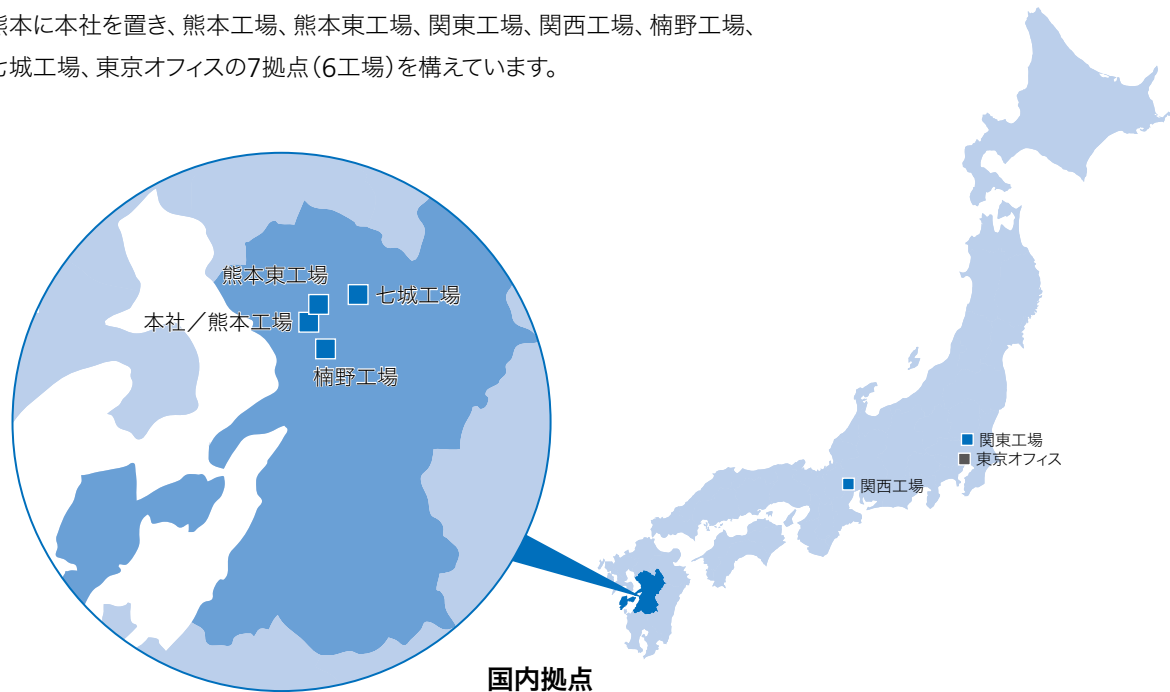 熊本に本社を置き、熊本工場、熊本東工場、関東工場、関西工場、楠野工場、
七城工場、東京オフィスの7拠点（6工場）を構えています。
熊本東工場
七城工場
本社／熊本工場
楠野工場
関東工場
東京オフィス
関西工場
国内拠点